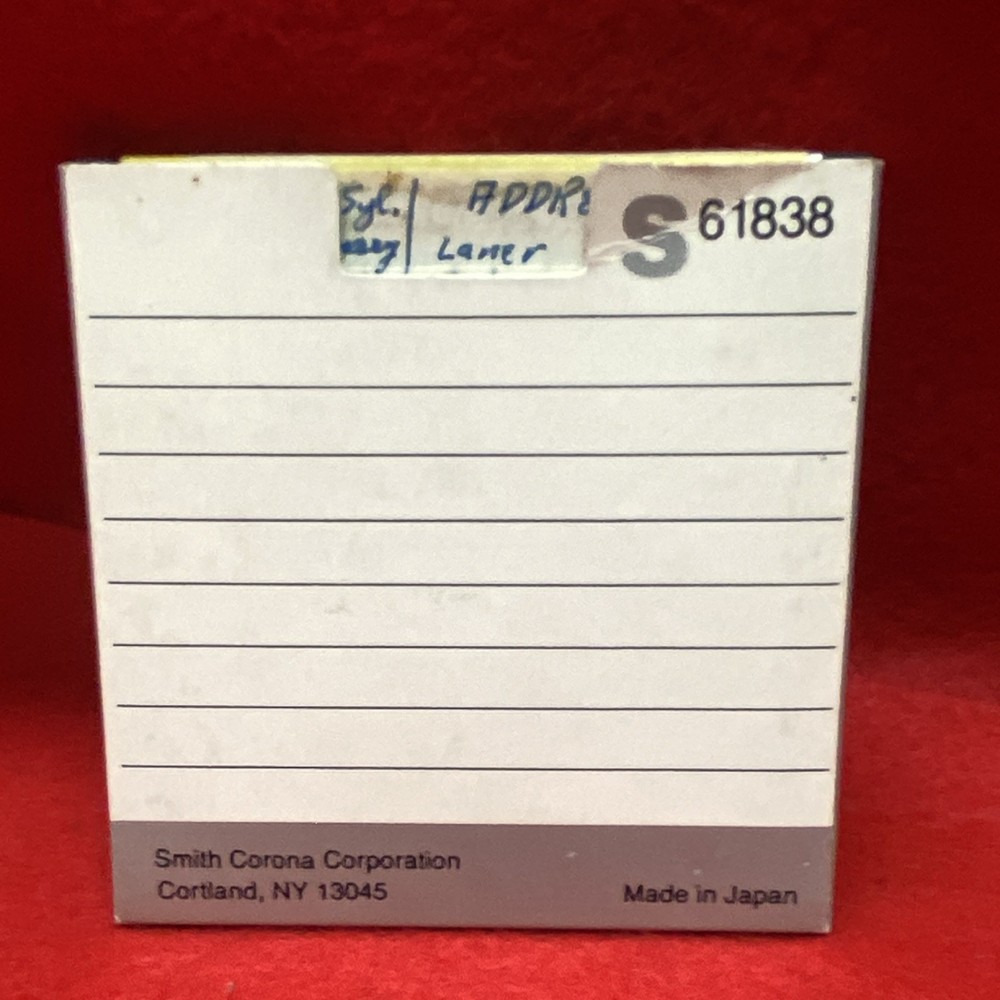 Syl. ADDR
Laner
S 61838
Smith Corona Corporation
Cortland, NY 13045
Made in Japan